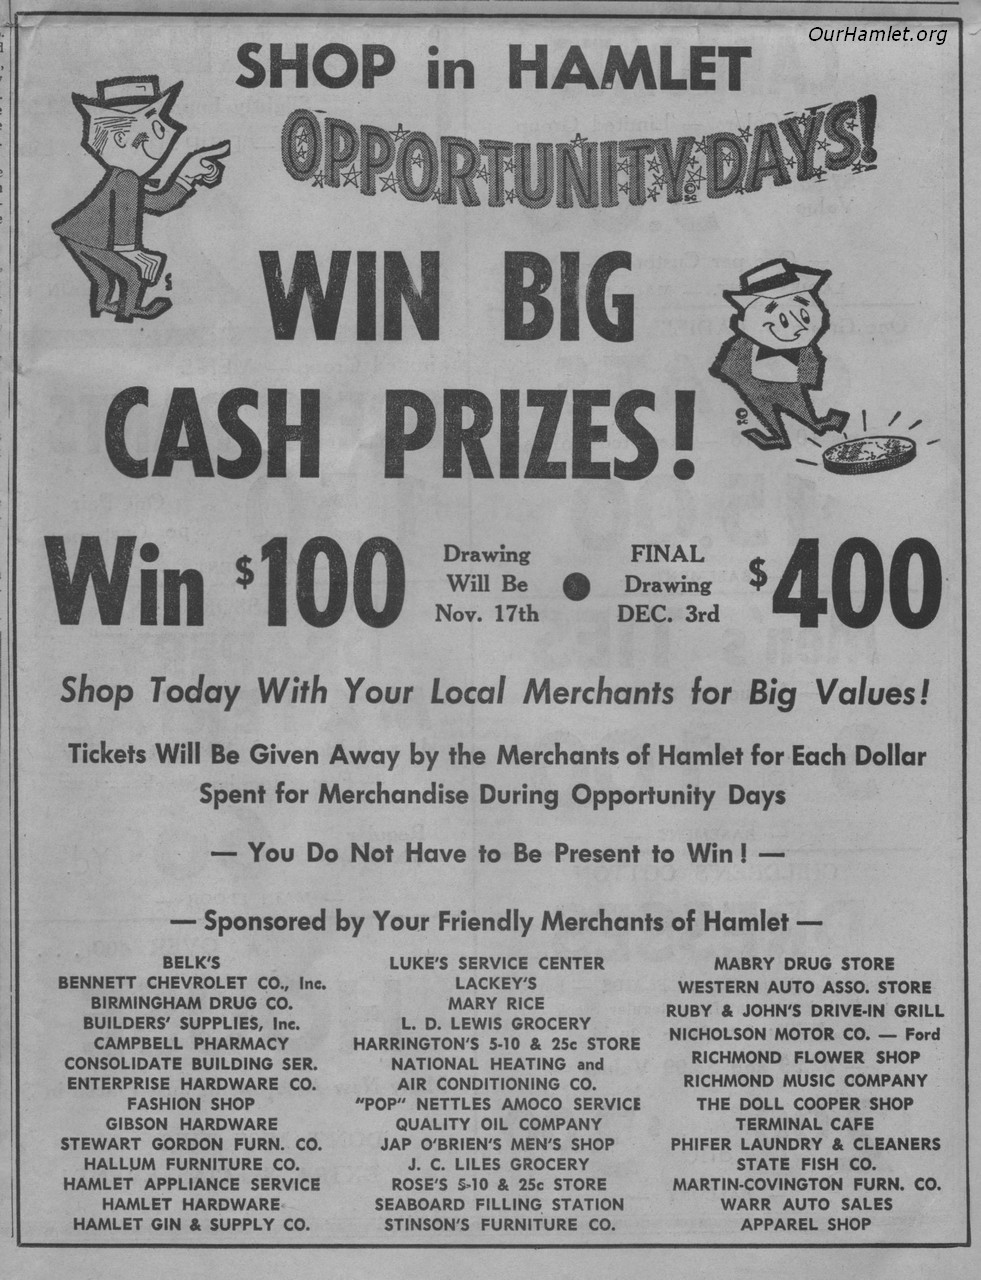 OurHamlet.org
SHOP in HAMLET
OPPORTUNITY DAYS!
WIN BIG
CASH PRIZES!
Win $100
Drawing
Will Be
Nov. 17th
FINAL
Drawing
DEC. 3rd
$400
Shop Today With Your Local Merchants for Big Values!
Tickets Will Be Given Away by the Merchants of Hamlet for Each Dollar
Spent for Merchandise During Opportunity Days
— You Do Not Have to Be Present to Win! —
— Sponsored by Your Friendly Merchants of Hamlet —
BELK'S
BENNETT CHEVROLET CO., Inc.
BIRMINGHAM DRUG CO.
BUILDERS' SUPPLIES, Inc.
CAMPBELL PHARMACY
CONSOLIDATE BUILDING SER.
ENTERPRISE HARDWARE CO.
FASHION SHOP
GIBSON HARDWARE
STEWART GORDON FURN. CO.
HALLUM FURNITURE CO.
HAMLET APPLIANCE SERVICE
HAMLET HARDWARE
HAMLET GIN & SUPPLY CO.
LUKE'S SERVICE CENTER
LACKEY'S
MARY RICE
L. D. LEWIS GROCERY
HARRINGTON'S 5-10 & 25c STORE
NATIONAL HEATING and
AIR CONDITIONING CO.
"POP" NETTLES AMOCO SERVICE
QUALITY OIL COMPANY
JAP O'BRIEN'S MEN'S SHOP
J. C. LILES GROCERY
ROSE'S 5-10 & 25c STORE
SEABOARD FILLING STATION
STINSON'S FURNITURE CO.
MABRY DRUG STORE
WESTERN AUTO ASSO. STORE
RUBY & JOHN'S DRIVE-IN GRILL
NICHOLSON MOTOR CO. — Ford
RICHMOND FLOWER SHOP
RICHMOND MUSIC COMPANY
THE DOLL COOPER SHOP
TERMINAL CAFE
PHIFER LAUNDRY & CLEANERS
STATE FISH CO.
MARTIN-COVINGTON FURN. CO.
WARR AUTO SALES
APPAREL SHOP